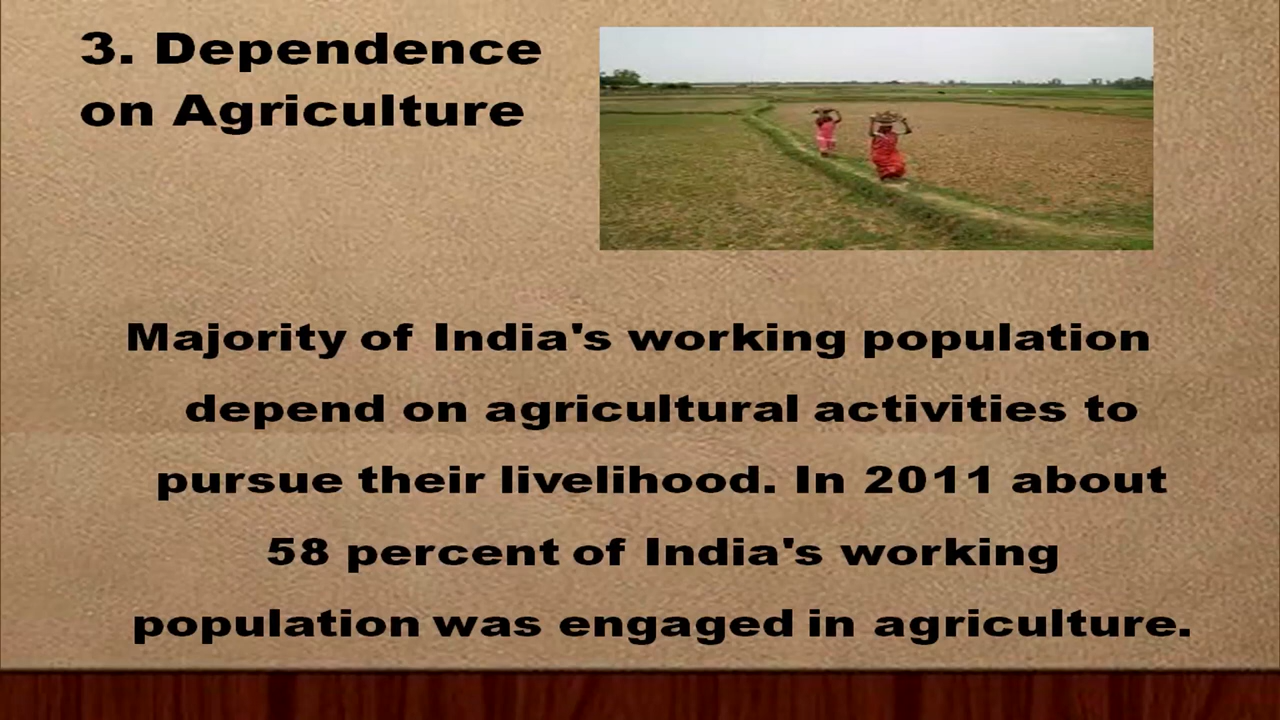 3. Dependence
on Agriculture
Majority of India's working population
depend on agricultural activities to
pursue their livelihood. In 2011 about
58 percent of India's working
population was engaged in agriculture.